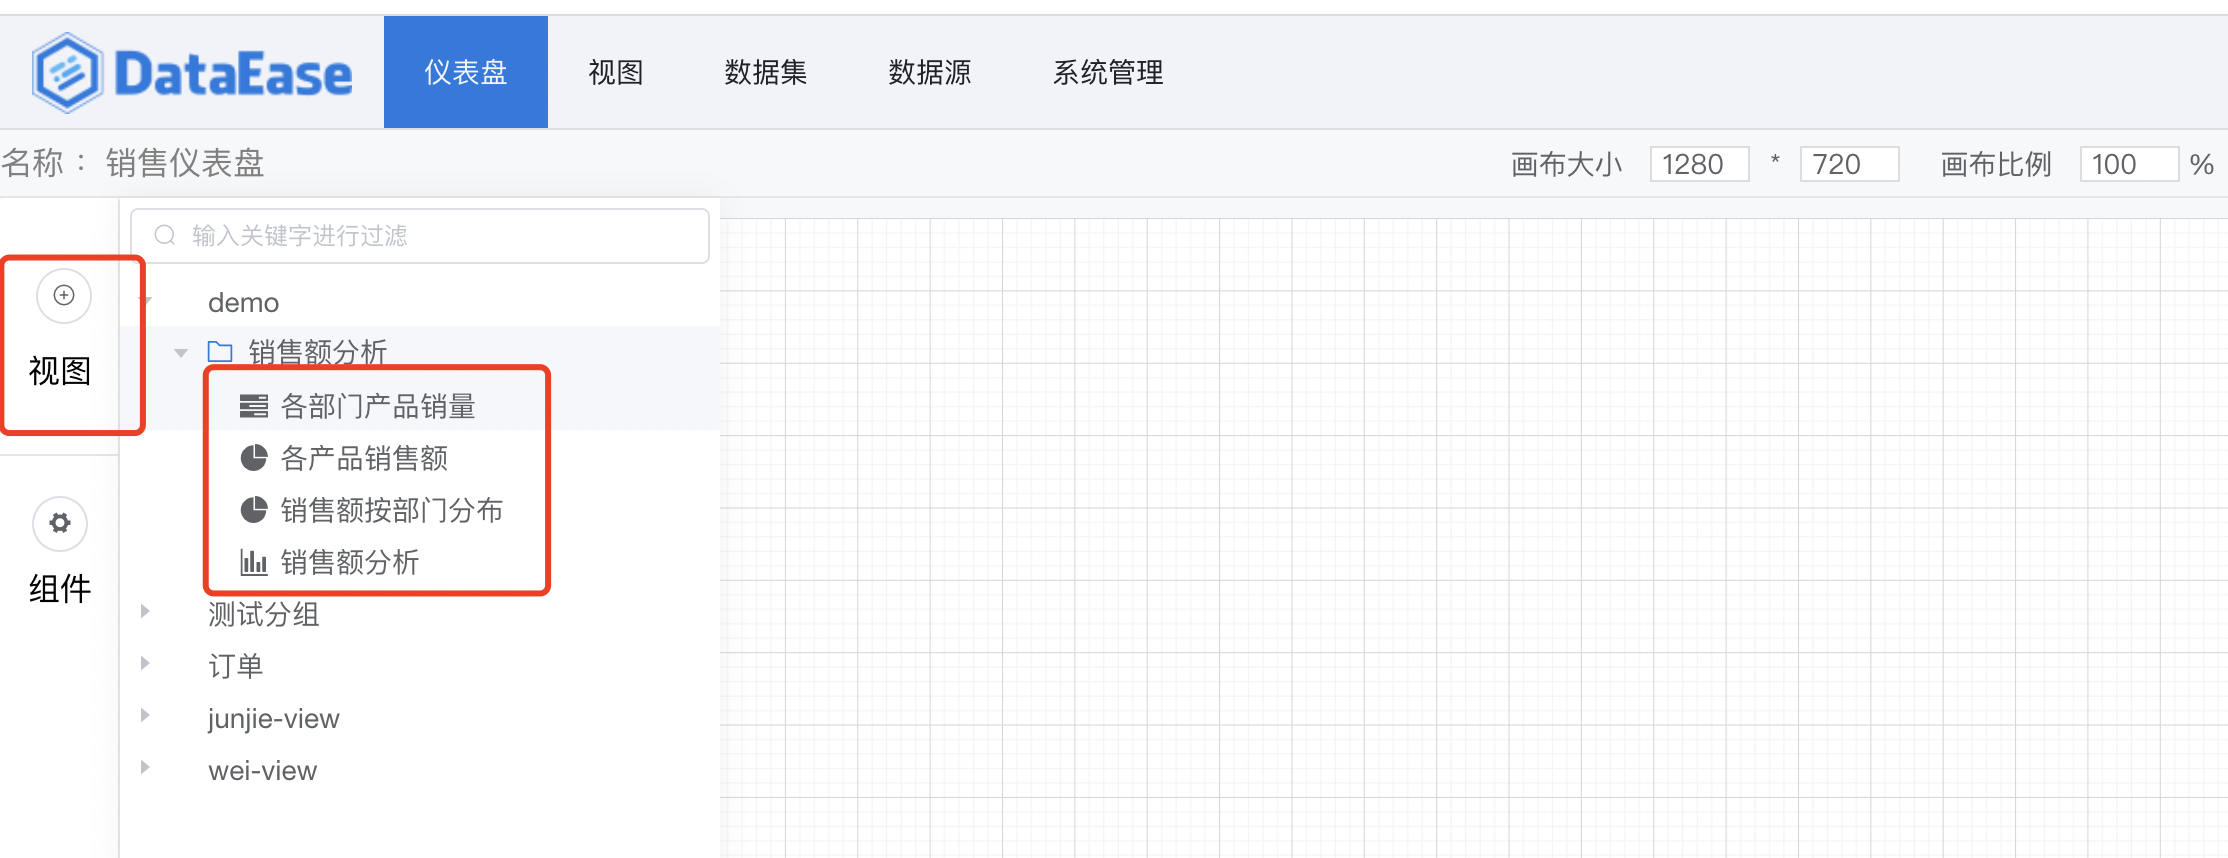 DataEase 仪表盘 视图 数据集 数据源 系统管理
名称： 销售仪表盘 画布大小 1280 * 720 画布比例 100 %
输入关键字进行过滤
demo
销售额分析
视图
各部门产品销量
各产品销售额
销售额按部门分布
销售额分析
组件
测试分组
订单
junjie-view
wei-view